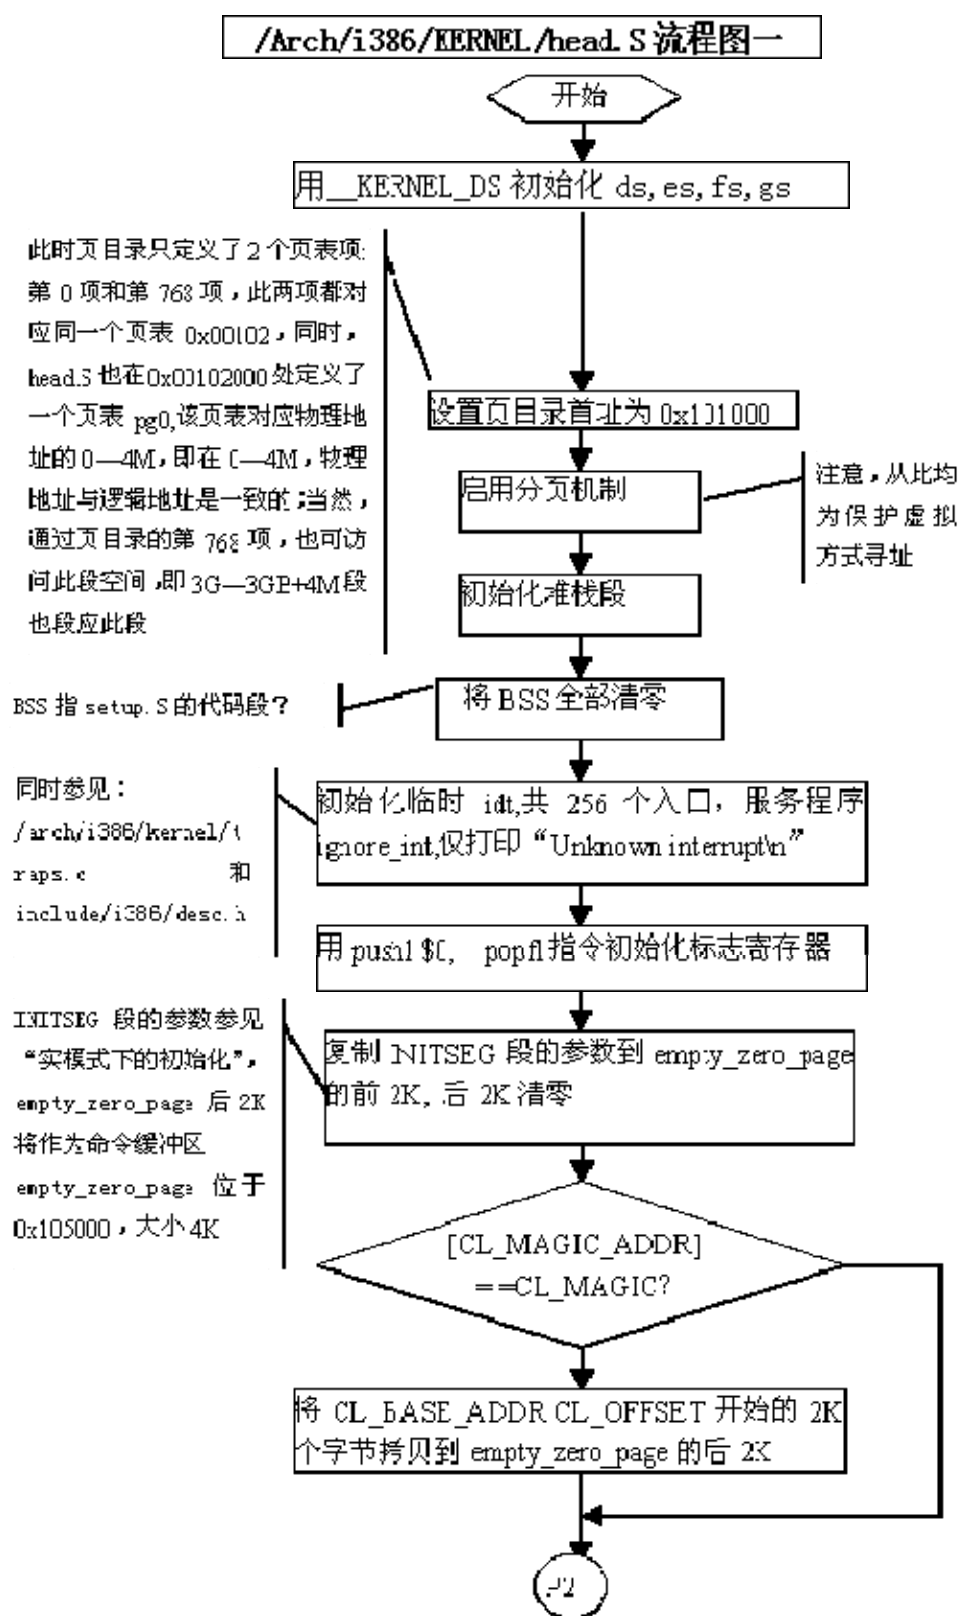 /Arch/i386/KERNEL/head.S 流程图一
开始
用__KERNEL_DS 初始化 ds,es,fs,gs
此时页目录只定义了 2 个页表项:
第 0 项和第 768 项，此两项都对
应同一个页表 0x00102，同时，
head.S 也在 0x00102000 处定义了
一个页表 pg0,该页表对应物理地
址的 0—4M，即在 0—4M，物理
地址与逻辑地址是一致的；当然，
通过页目录的第 768 项，也可访
问此段空间，即 3G—3GB+4M 段
也段应此段
设置页目录首址为 0x101000
启用分页机制
注意，从此均
为保护虚拟
方式寻址
初始化堆栈段
BSS 指 setup.S 的代码段？
将 BSS 全部清零
同时参见：
/arch/i386/kernel/t
raps.c 和
include/i386/desc.h
初始化临时 idt,共 256 个入口，服务程序
ignore_int,仅打印“Unknown interrupt\n”
用 pushl $0, popfl 指令初始化标志寄存器
INITSEG 段的参数参见
“实模式下的初始化”，
empty_zero_page 后 2K
将作为命令缓冲区
empty_zero_page 位于
0x105000，大小 4K
复制 INITSEG 段的参数到 empty_zero_page
的前 2K, 后 2K 清零
[CL_MAGIC_ADDR]
==CL_MAGIC?
将 CL_BASE_ADDR CL_OFFSET 开始的 2K
个字节拷贝到 empty_zero_page 的后 2K
P2